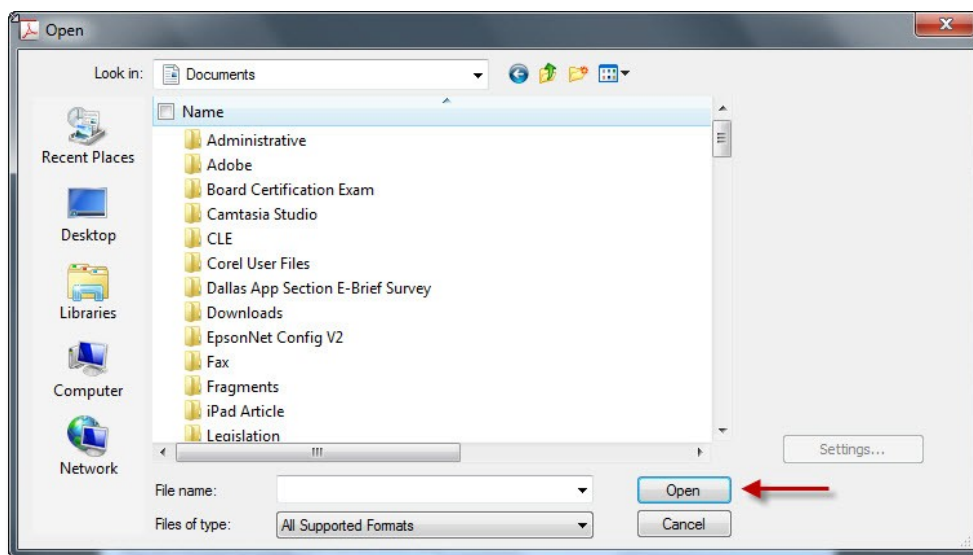 Open
Look in: Documents
Name
Administrative
Adobe
Board Certification Exam
Camtasia Studio
CLE
Corel User Files
Dallas App Section E-Brief Survey
Downloads
EpsonNet Config V2
Fax
Fragments
iPad Article
Legislation
Recent Places
Desktop
Libraries
Computer
Network
Settings...
File name: Open
Files of type: All Supported Formats Cancel